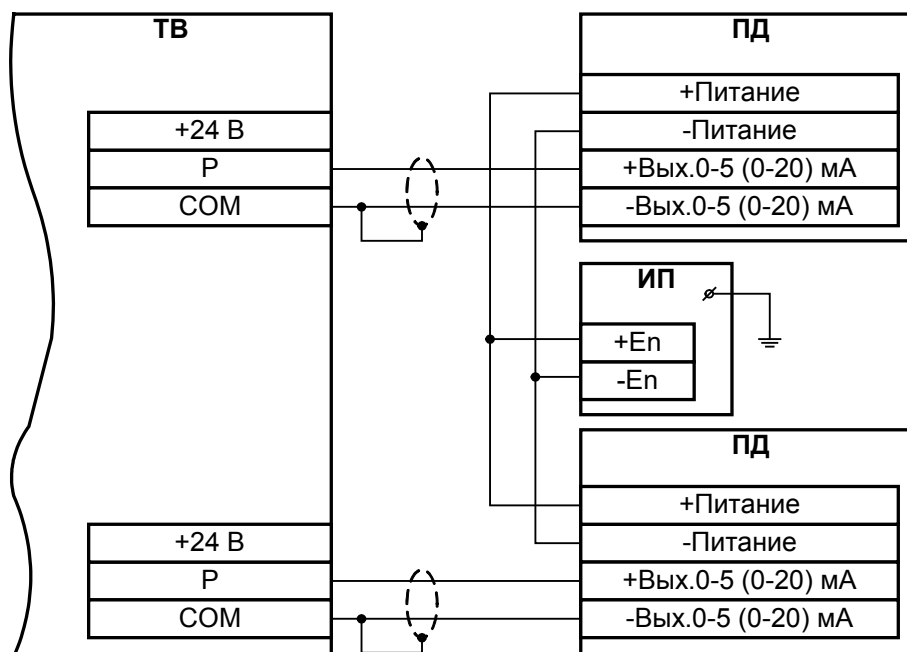 ТВ
ПД
+Питание
+24 В
-Питание
Р
+Вых.0-5 (0-20) мА
СОМ
-Вых.0-5 (0-20) мА
ИП
+En
-En
ПД
+Питание
+24 В
-Питание
Р
+Вых.0-5 (0-20) мА
СОМ
-Вых.0-5 (0-20) мА